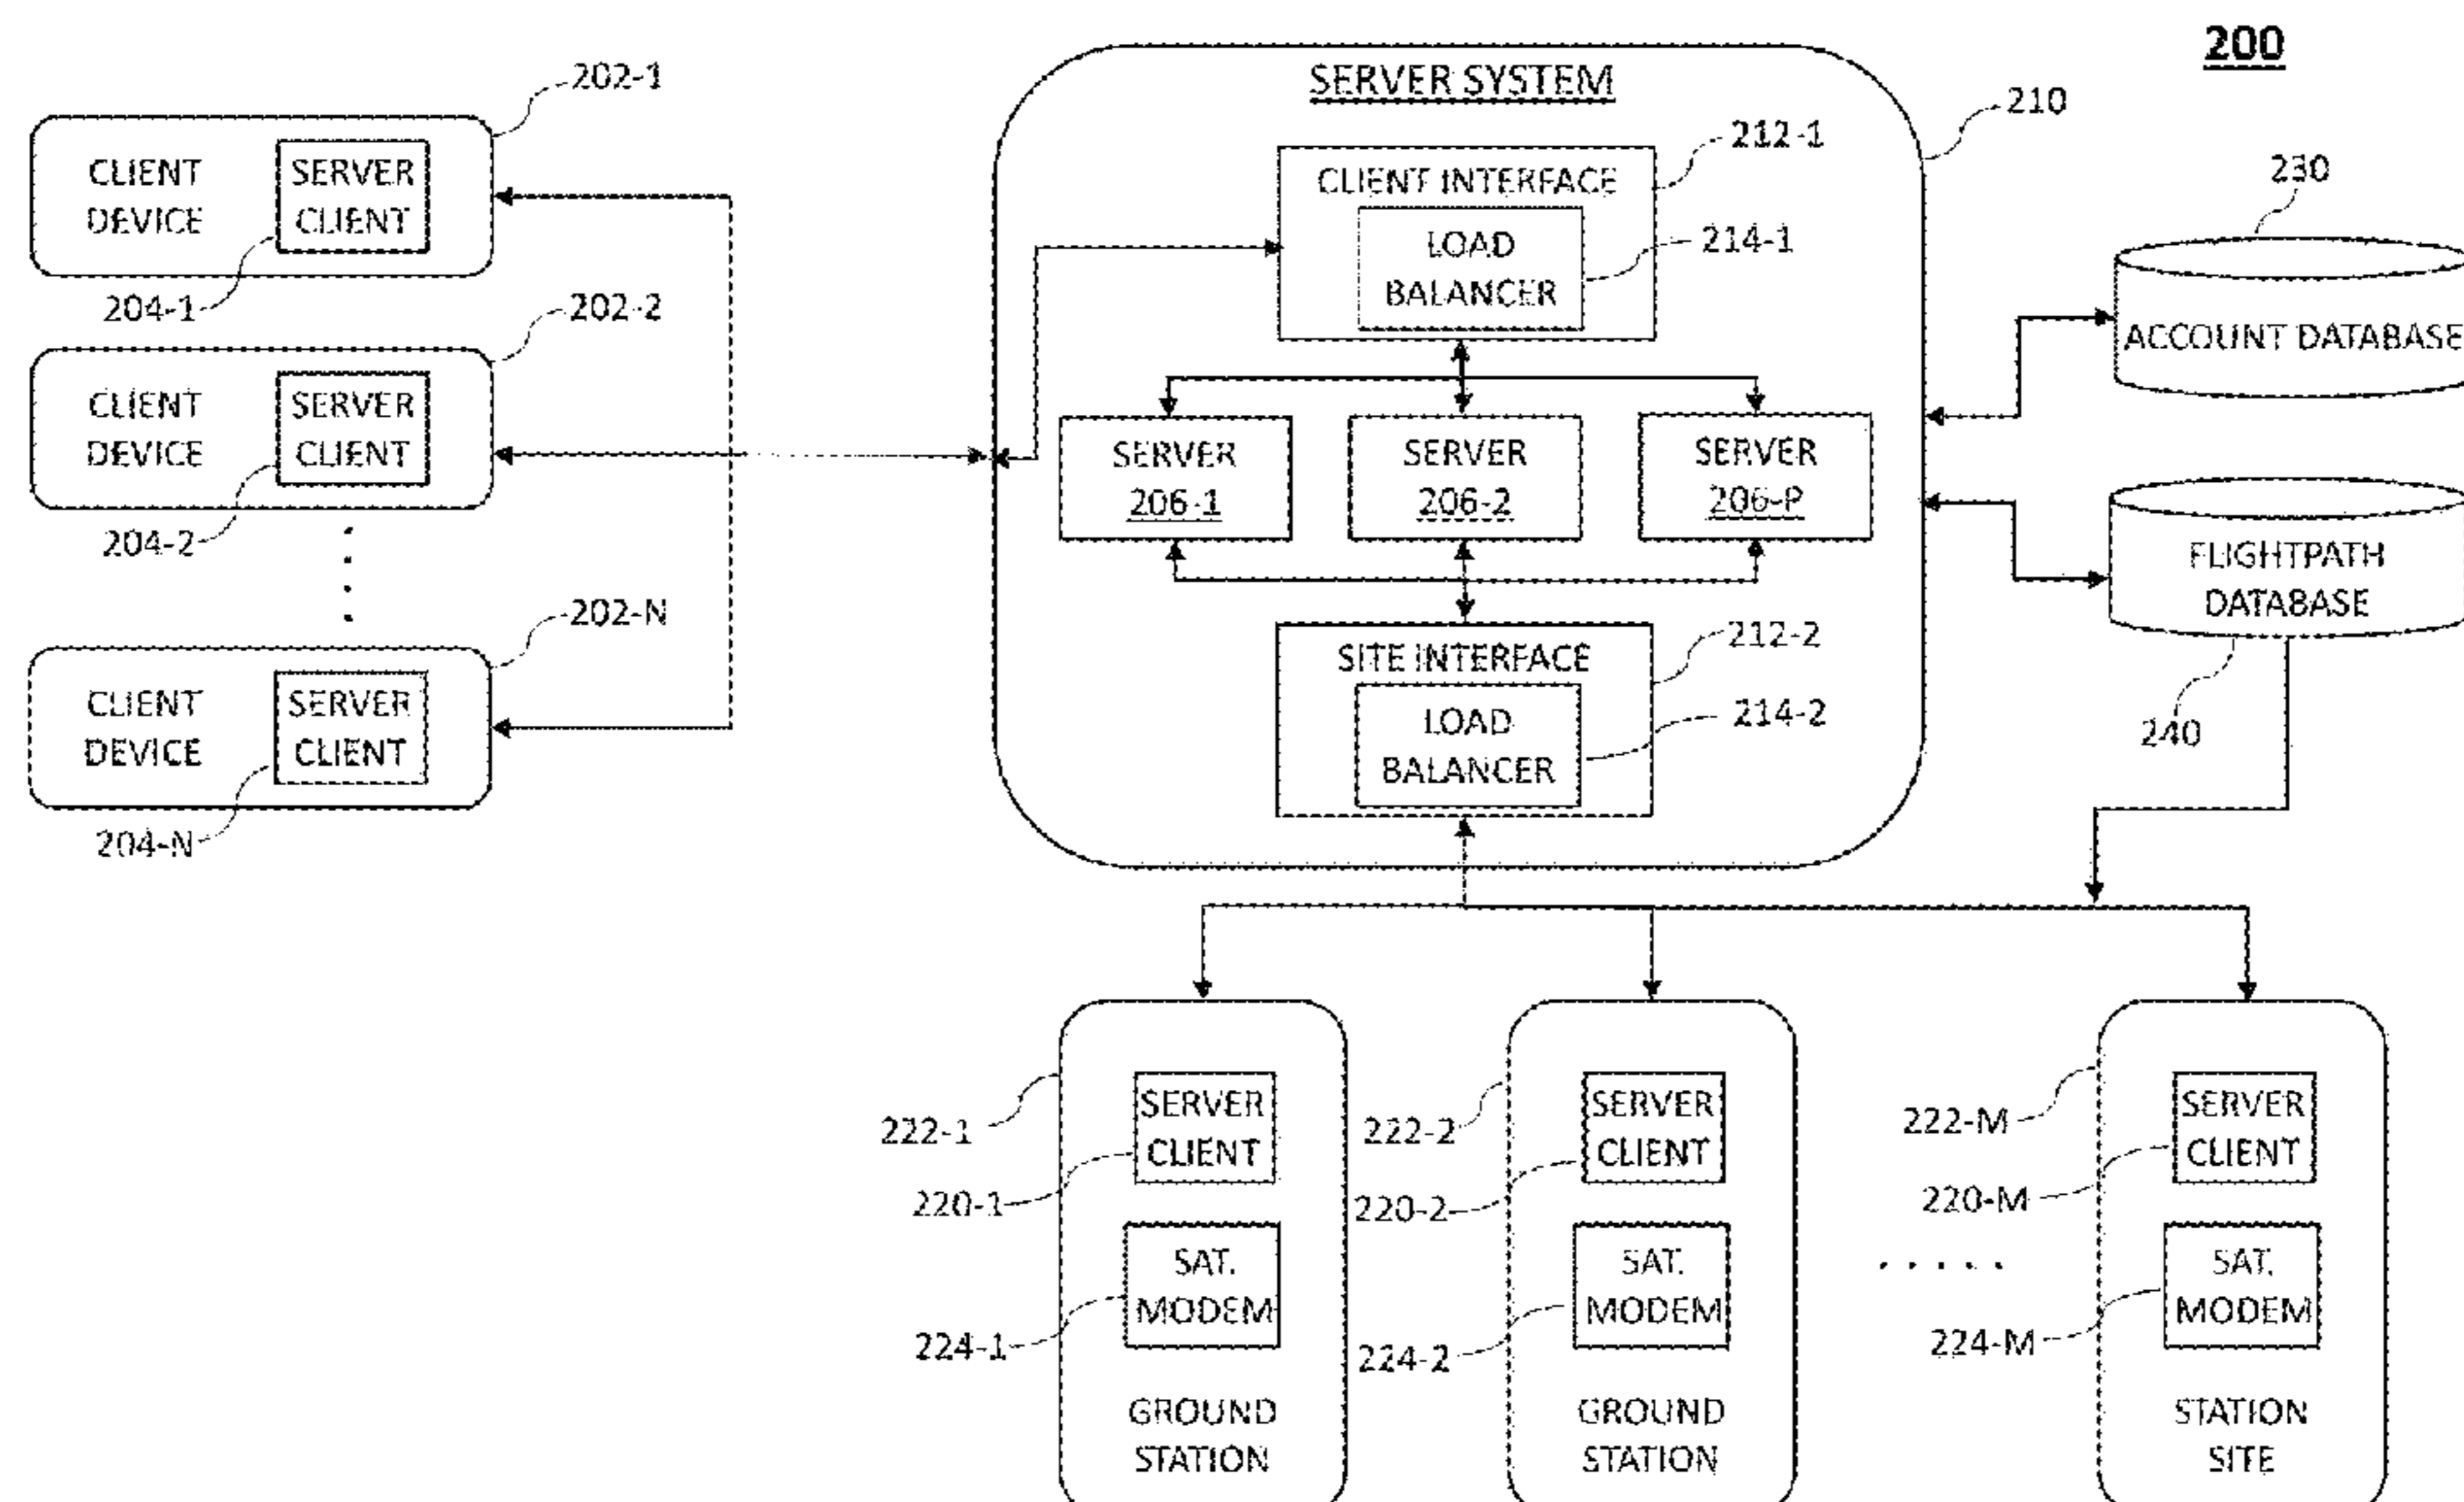 200
SERVER SYSTEM
210
202-1
CLIENT
DEVICE
SERVER
CLIENT
204-1
202-2
CLIENT
DEVICE
SERVER
CLIENT
204-2
202-N
CLIENT
DEVICE
SERVER
CLIENT
204-N
212-1
CLIENT INTERFACE
LOAD
BALANCER
214-1
SERVER
206-1
SERVER
206-2
SERVER
206-P
212-2
SITE INTERFACE
LOAD
BALANCER
214-2
230
ACCOUNT DATABASE
FLIGHTPATH
DATABASE
240
222-1
SERVER
CLIENT
220-1
SAT.
MODEM
224-1
GROUND
STATION
222-2
SERVER
CLIENT
220-2
SAT.
MODEM
224-2
GROUND
STATION
. . . . .
222-M
SERVER
CLIENT
220-M
SAT.
MODEM
224-M
STATION
SITE